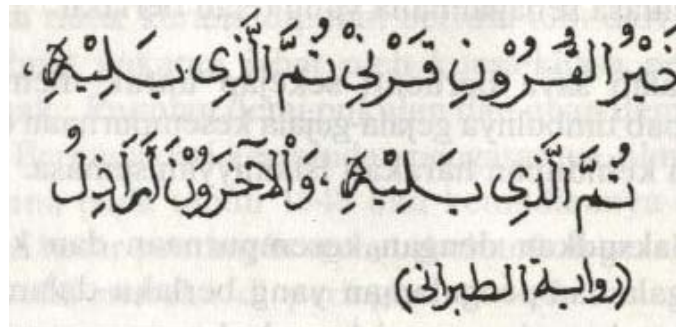 خَيْرُ الْقُرُوْنِ قَرْنِيْ ثُمَّ الَّذِى يَلِيْهِ
ثُمَّ الَّذِى يَلِيْهِ وَالْآخَرُوْنَ أَرَاذِلُ
(رواية الطبراني)